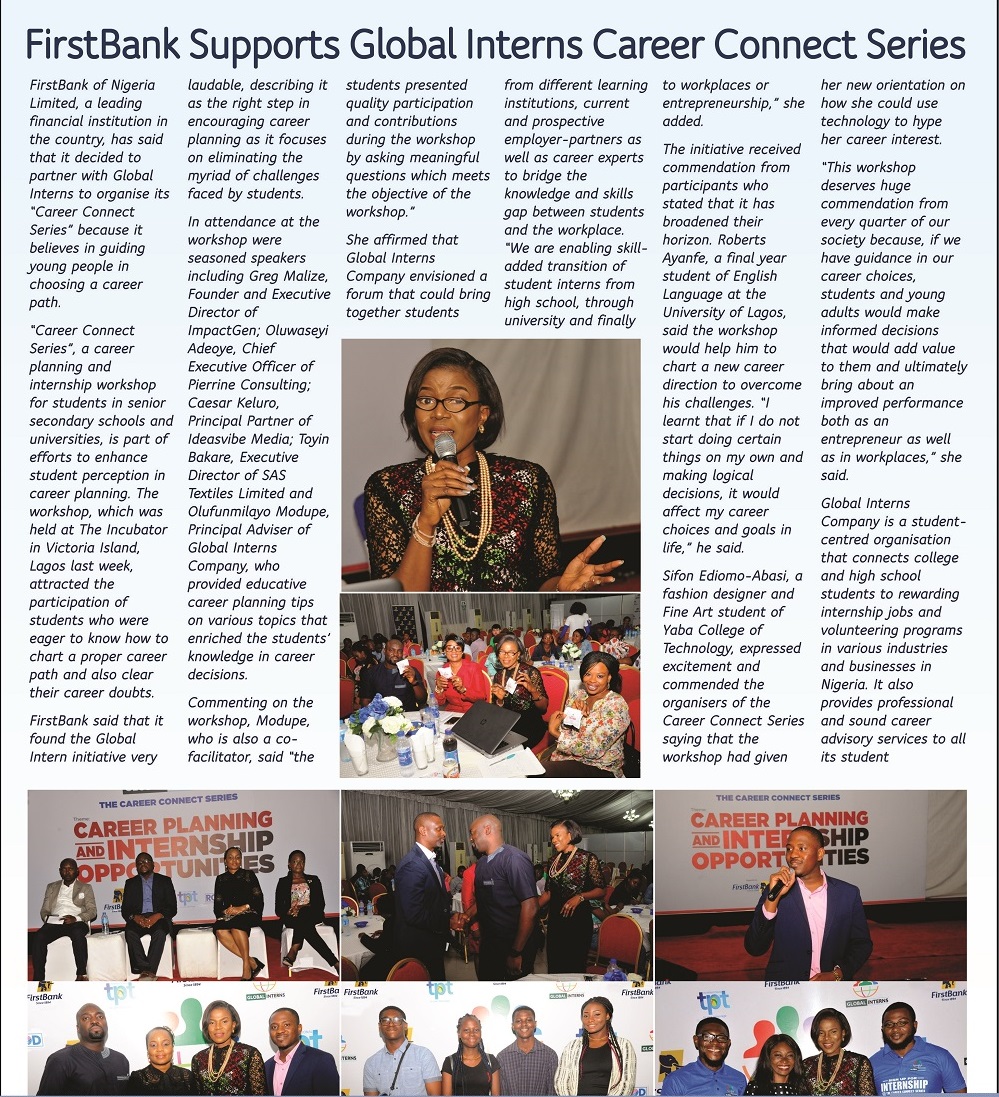 FirstBank Supports Global Interns Career Connect Series
FirstBank of Nigeria
Limited, a leading
financial institution in
the country, has said
that it decided to
partner with Global
Interns to organise its
“Career Connect
Series” because it
believes in guiding
young people in
choosing a career
path.
“Career Connect
Series”, a career
planning and
internship workshop
for students in senior
secondary schools and
universities, is part of
efforts to enhance
student perception in
career planning. The
workshop, which was
held at The Incubator
in Victoria Island,
Lagos last week,
attracted the
participation of
students who were
eager to know how to
chart a proper career
path and also clear
their career doubts.
FirstBank said that it
found the Global
Intern initiative very
laudable, describing it
as the right step in
encouraging career
planning as it focuses
on eliminating the
myriad of challenges
faced by students.
In attendance at the
workshop were
seasoned speakers
including Greg Malize,
Founder and Executive
Director of
ImpactGen; Oluwaseyi
Adeoye, Chief
Executive Officer of
Pierrine Consulting;
Caesar Keluro,
Principal Partner of
Ideasvibe Media; Toyin
Bakare, Executive
Director of SAS
Textiles Limited and
Olufunmilayo Modupe,
Principal Adviser of
Global Interns
Company, who
provided educative
career planning tips
on various topics that
enriched the students’
knowledge in career
decisions.
Commenting on the
workshop, Modupe,
who is also a co-
facilitator, said “the
students presented
quality participation
and contributions
during the workshop
by asking meaningful
questions which meets
the objective of the
workshop.”
She affirmed that
Global Interns
Company envisioned a
forum that could bring
together students
from different learning
institutions, current
and prospective
employer-partners as
well as career experts
to bridge the
knowledge and skills
gap between students
and the workplace.
“We are enabling skill-
added transition of
student interns from
high school, through
university and finally
to workplaces or
entrepreneurship,” she
added.
The initiative received
commendation from
participants who
stated that it has
broadened their
horizon. Roberts
Ayanfe, a final year
student of English
Language at the
University of Lagos,
said the workshop
would help him to
chart a new career
direction to overcome
his challenges. “I
learnt that if I do not
start doing certain
things on my own and
making logical
decisions, it would
affect my career
choices and goals in
life,” he said.
Sifon Ediomo-Abasi, a
fashion designer and
Fine Art student of
Yaba College of
Technology, expressed
excitement and
commended the
organisers of the
Career Connect Series
saying that the
workshop had given
her new orientation on
how she could use
technology to hype
her career interest.
“This workshop
deserves huge
commendation from
every quarter of our
society because, if we
have guidance in our
career choices,
students and young
adults would make
informed decisions
that would add value
to them and ultimately
bring about an
improved performance
both as an
entrepreneur as well
as in workplaces,” she
said.
Global Interns
Company is a student-
centred organisation
that connects college
and high school
students to rewarding
internship jobs and
volunteering programs
in various industries
and businesses in
Nigeria. It also
provides professional
and sound career
advisory services to all
its student
THE CAREER CONNECT SERIES
Theme:
CAREER PLANNING
AND INTERNSHIP
OPPORTUNITIES
tpt
THE CAREER CONNECT SERIES
CAREER PLANNING
AND INTERNSHIP
OPPORTUNITIES
FirstBank
FirstBank
Since 1894
tpt
GLOBAL INTERNS
FirstBank
tpt
GLOBAL INTERNS
tpt
GLOBAL INTERNS
FirstBank
INTERNSHIP